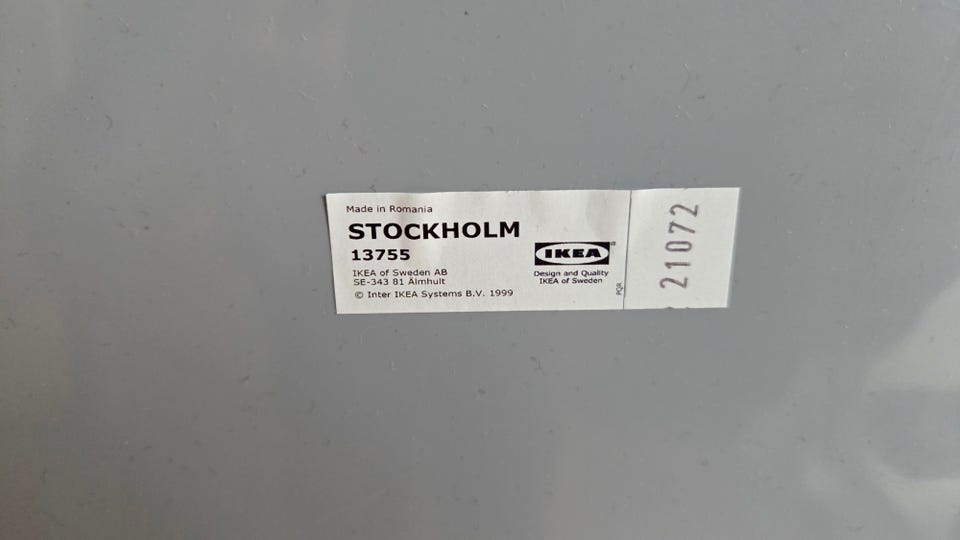 Made in Romania
STOCKHOLM
13755
IKEA of Sweden AB
SE-343 81 Älmhult
© Inter IKEA Systems B.V. 1999
IKEA®
Design and Quality
IKEA of Sweden
PQR
21072